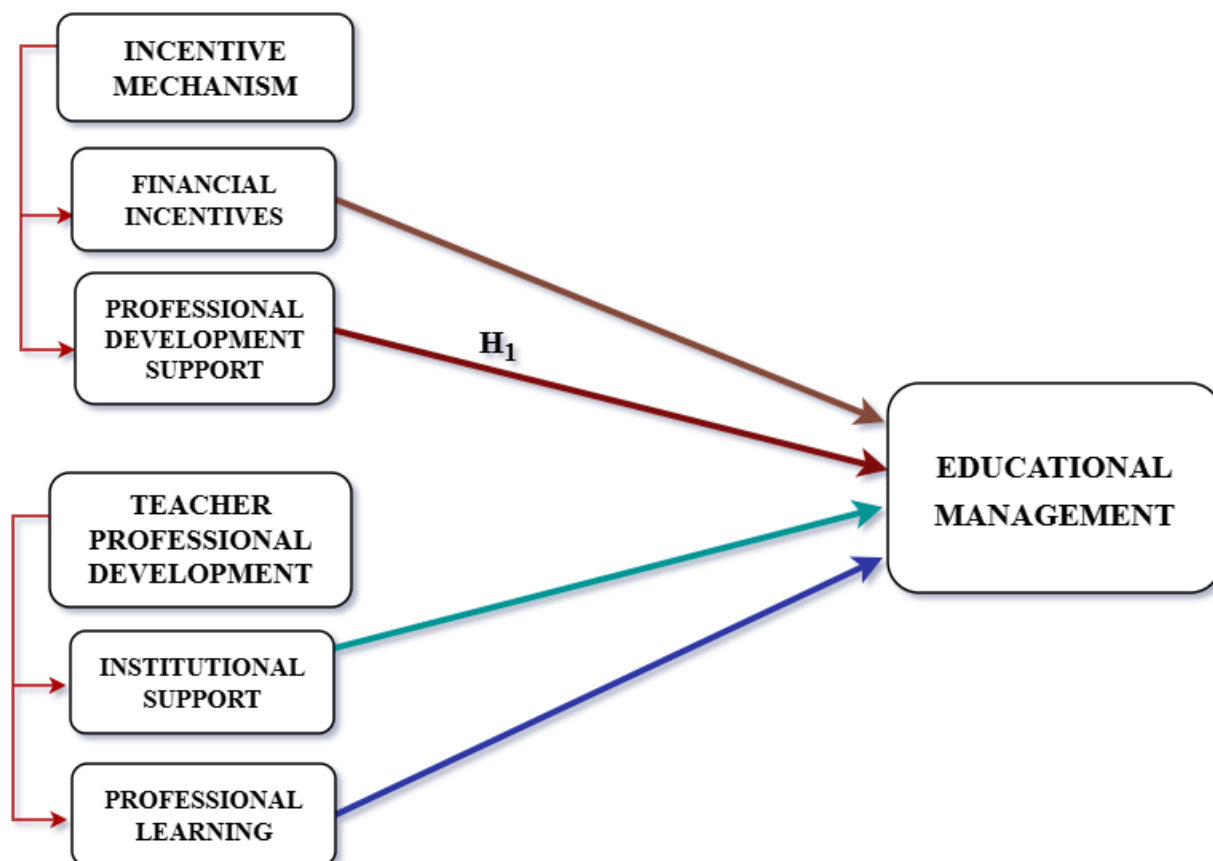 INCENTIVE
MECHANISM
FINANCIAL
INCENTIVES
PROFESSIONAL
DEVELOPMENT
SUPPORT
H₁
EDUCATIONAL
MANAGEMENT
TEACHER
PROFESSIONAL
DEVELOPMENT
INSTITUTIONAL
SUPPORT
PROFESSIONAL
LEARNING